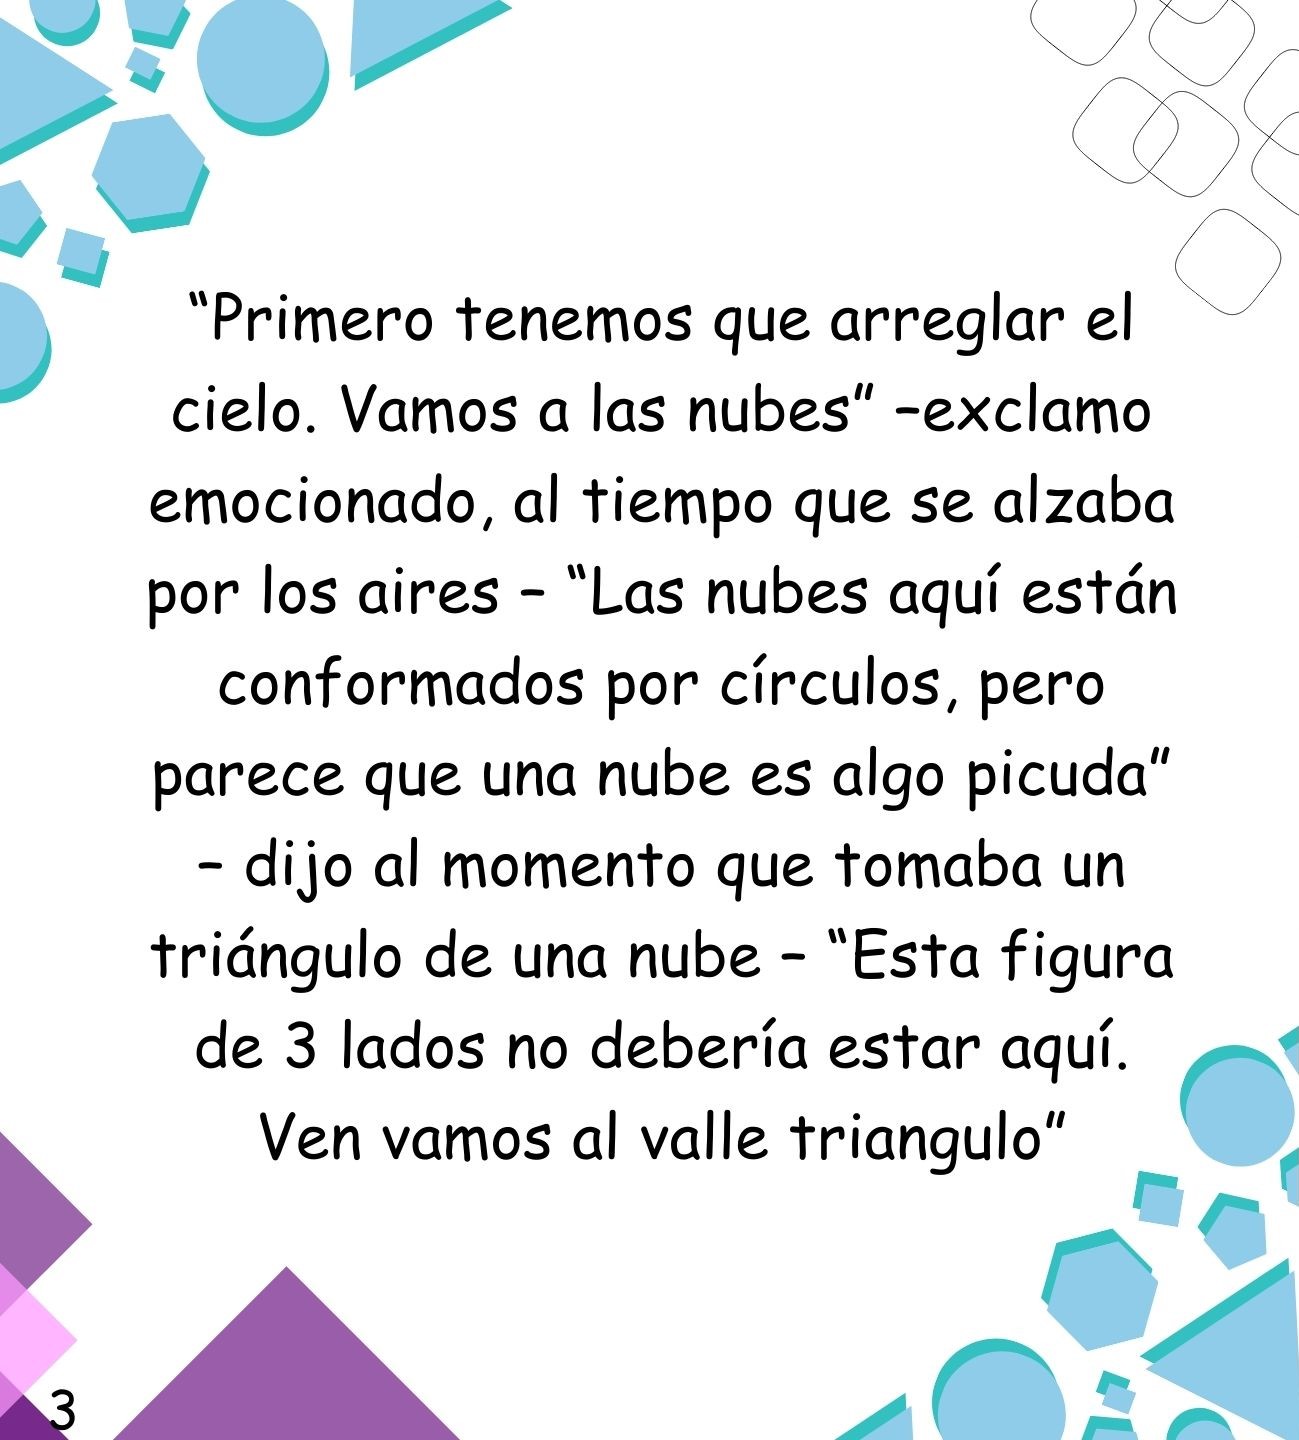 “Primero tenemos que arreglar el
cielo. Vamos a las nubes” –exclamo
emocionado, al tiempo que se alzaba
por los aires – “Las nubes aquí están
conformados por círculos, pero
parece que una nube es algo picuda”
– dijo al momento que tomaba un
triángulo de una nube – “Esta figura
de 3 lados no debería estar aquí.
Ven vamos al valle triangulo”
3